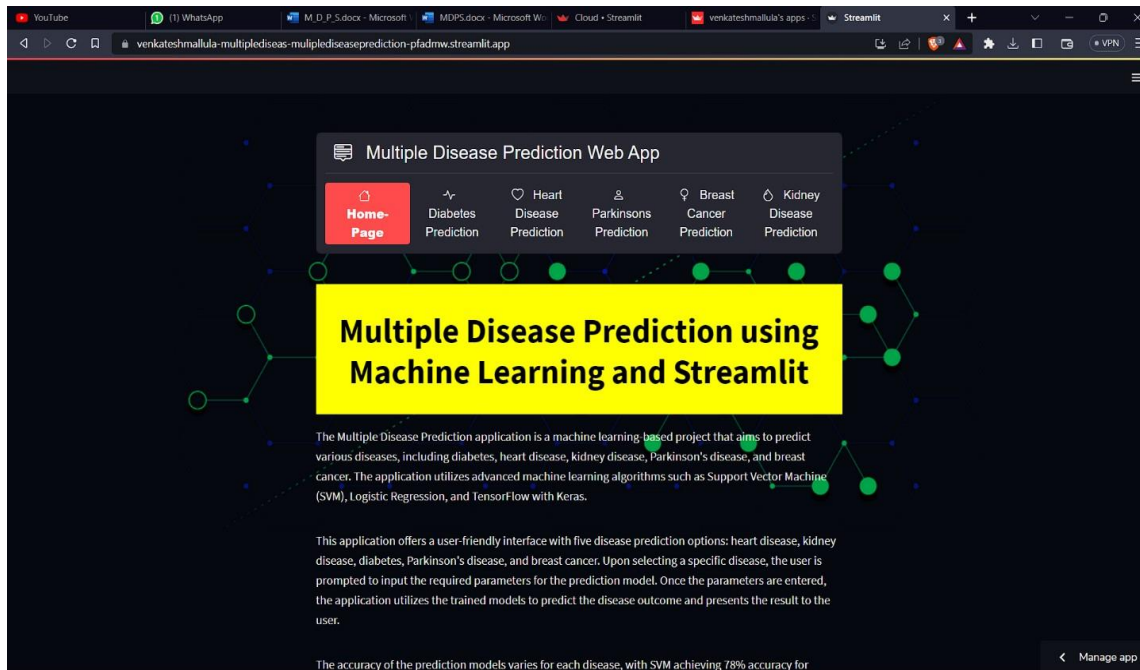 YouTube
(1) WhatsApp
M_D_P_S.docx - Microsoft
MDPS.docx - Microsoft Wo
Cloud • Streamlit
venkateshmallula's apps ·
Streamlit
venkateshmallula-multiplediseas-muliplediseaseprediction-pfadmw.streamlit.app
VPN
Multiple Disease Prediction Web App
Home-
Page
Diabetes
Prediction
Heart
Disease
Prediction
Parkinsons
Prediction
Breast
Cancer
Prediction
Kidney
Disease
Prediction
Multiple Disease Prediction using
Machine Learning and Streamlit
The Multiple Disease Prediction application is a machine learning-based project that aims to predict
various diseases, including diabetes, heart disease, kidney disease, Parkinson's disease, and breast
cancer. The application utilizes advanced machine learning algorithms such as Support Vector Machine
(SVM), Logistic Regression, and TensorFlow with Keras.
This application offers a user-friendly interface with five disease prediction options: heart disease, kidney
disease, diabetes, Parkinson's disease, and breast cancer. Upon selecting a specific disease, the user is
prompted to input the required parameters for the prediction model. Once the parameters are entered,
the application utilizes the trained models to predict the disease outcome and presents the result to the
user.
The accuracy of the prediction models varies for each disease, with SVM achieving 78% accuracy for
Manage app